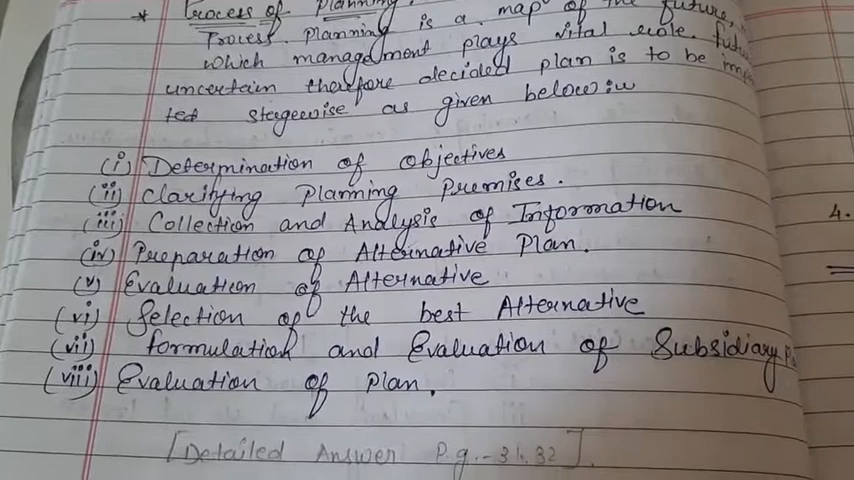 * Process of Planning.
Process. Planning is a map of the future,
which management plays vital role. Futu
uncertain therefore decided plan is to be imp
ted stagewise as given below:-
(i) Determination of objectives
(ii) Clarifying Planning Premises.
(iii) Collection and Analysis of Information
(iv) Preparation of Alternative Plan.
(v) Evaluation of Alternative
(vi) Selection of the best Alternative
(vii) formulation and Evaluation of Subsidiary
(viii) Evaluation of plan.
[Detailed Answer P.g.-31,32].
4.